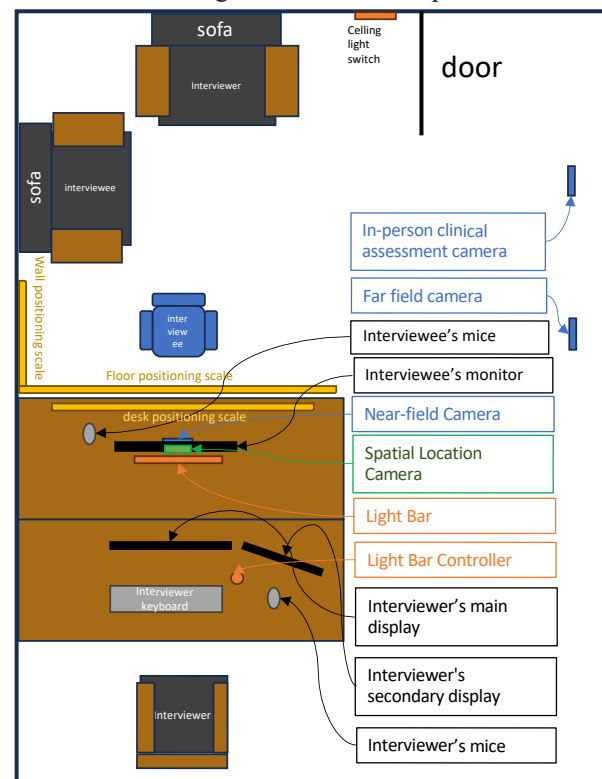 sofa
Interviewer
Celling
light
switch
door
sofa
interviewee
In-person clinical
assessment camera
Wall positioning scale
Far field camera
inter
view
ee
Interviewee's mice
Floor positioning scale
Interviewee's monitor
desk positioning scale
Near-field Camera
Spatial Location
Camera
Light Bar
Light Bar Controller
Interviewer
keyboard
Interviewer's main
display
Interviewer's
secondary display
Interviewer
Interviewer's mice